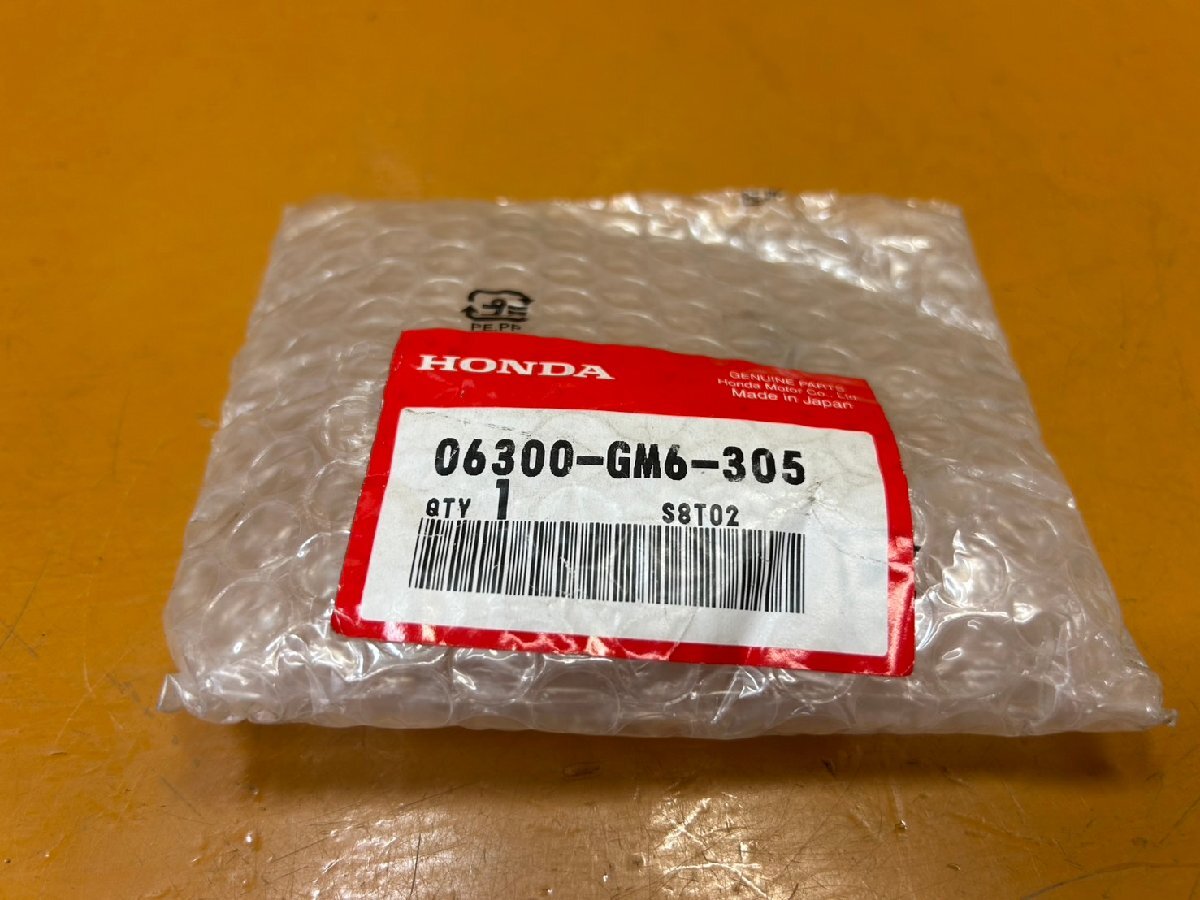 PE.PP
HONDA
GENUINE PARTS
Honda Motor Co., Ltd.
Made in Japan
06300-GM6-305
QTY 1 S8T02